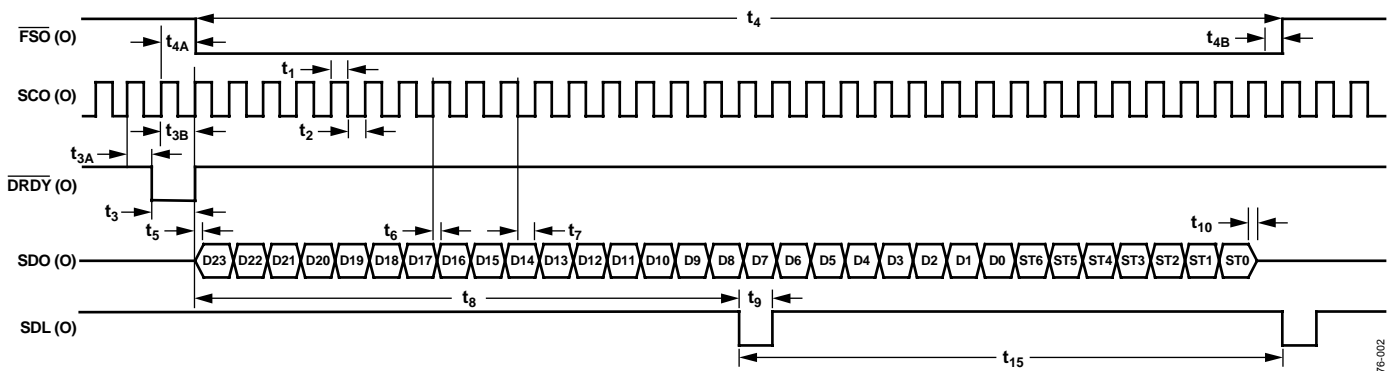 t4
FSO (O)
t4A
t4B
t1
SCO (O)
t3B
t2
t3A
DRDY (O)
t3
t5
t6
t7
t10
SDO (O)
D23 D22 D21 D20 D19 D18 D17 D16 D15 D14 D13 D12 D11 D10 D9 D8 D7 D6 D5 D4 D3 D2 D1 D0 ST6 ST5 ST4 ST3 ST2 ST1 ST0
t8
t9
SDL (O)
t15
76-002